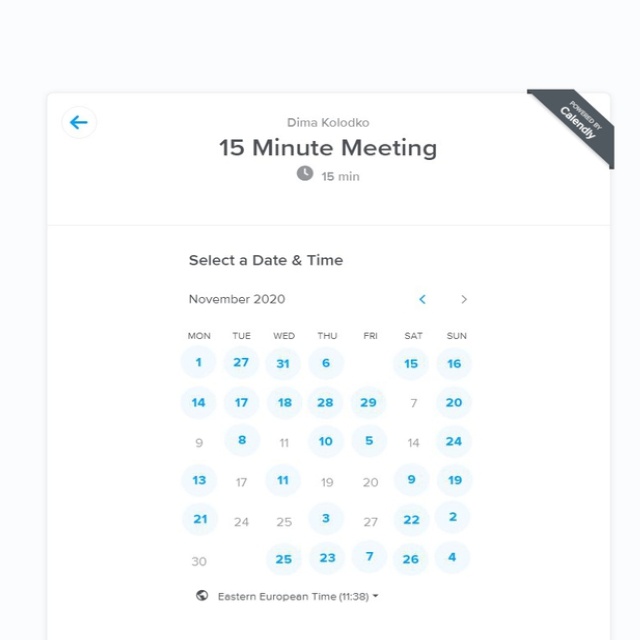 POWERED BY
Calendly
Dima Kolodko
15 Minute Meeting
15 min
Select a Date & Time
November 2020
MON TUE WED THU FRI SAT SUN
1 27 31 6 15 16
14 17 18 28 29 7 20
9 8 11 10 5 14 24
13 17 11 19 20 9 19
21 24 25 3 27 22 2
30 25 23 7 26 4
Eastern European Time (11:38)